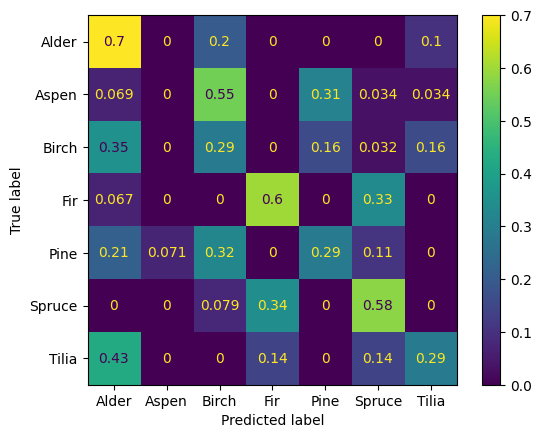 Alder 0.7 0 0.2 0 0 0 0.1
Aspen 0.069 0 0.55 0 0.31 0.034 0.034
Birch 0.35 0 0.29 0 0.16 0.032 0.16
Fir 0.067 0 0 0.6 0 0.33 0
Pine 0.21 0.071 0.32 0 0.29 0.11 0
Spruce 0 0 0.079 0.34 0 0.58 0
Tilia 0.43 0 0 0.14 0 0.14 0.29
Alder Aspen Birch Fir Pine Spruce Tilia
Predicted label
True label
0.7
0.6
0.5
0.4
0.3
0.2
0.1
0.0